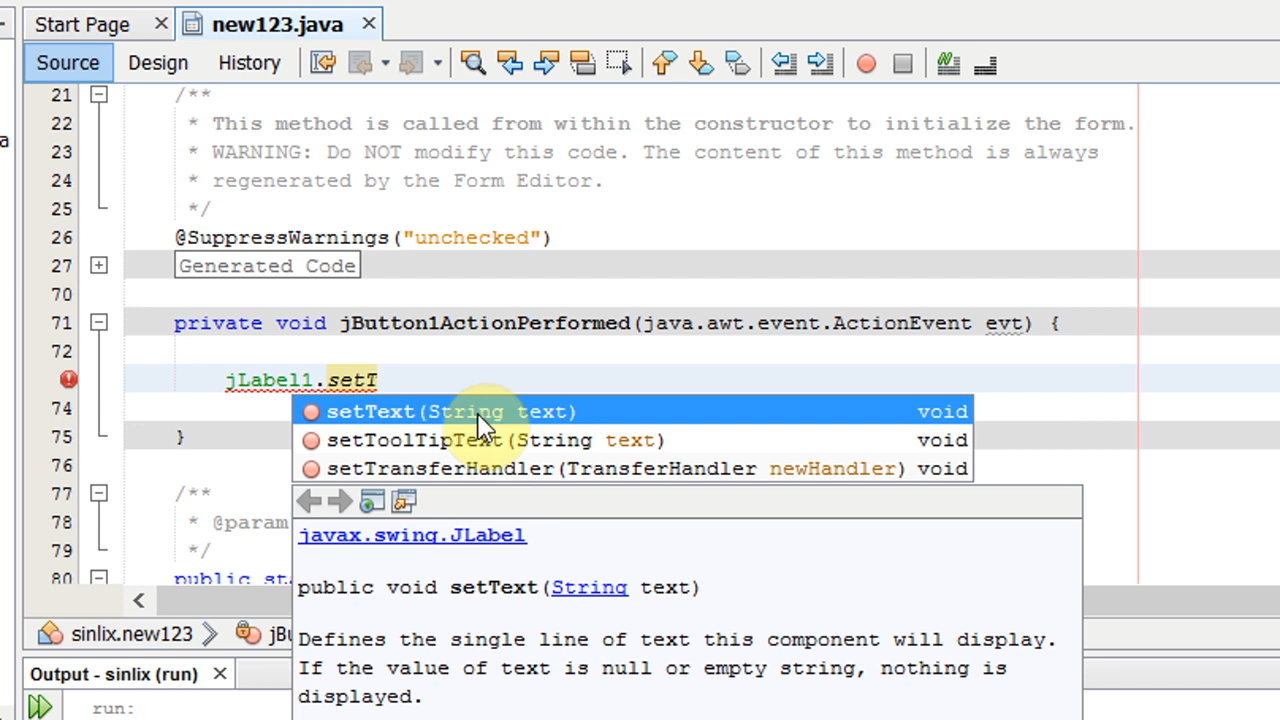 Start Page
new123.java
Source Design History
21 /**
22 * This method is called from within the constructor to initialize the form.
23 * WARNING: Do NOT modify this code. The content of this method is always
24 * regenerated by the Form Editor.
25 */
26 @SuppressWarnings("unchecked")
27 Generated Code
70
71 private void jButton1ActionPerformed(java.awt.event.ActionEvent evt) {
72
jLabel1.setT
74 setText(String text) void
75 } setToolTipText(String text) void
76 setTransferHandler(TransferHandler newHandler) void
77 /**
78 * @param
79 */
80 public
javax.swing.JLabel
public void setText(String text)
Defines the single line of text this component will display.
If the value of text is null or empty string, nothing is
displayed.
sinlix.new123
Output - sinlix (run)
run: